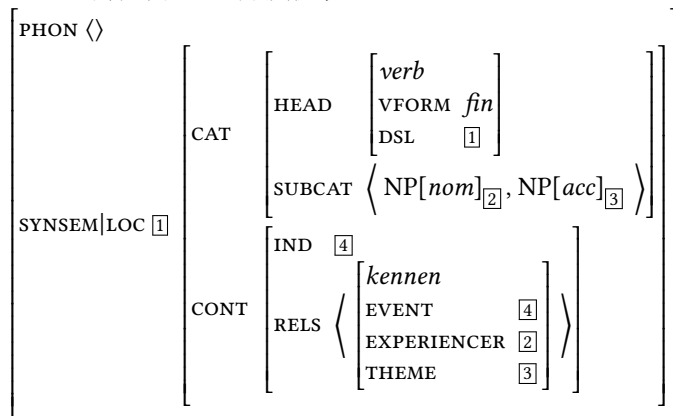 PHON ⟨⟩
verb
VFORM fin
HEAD
DSL 1
CAT
SUBCAT ⟨ NP[nom]2 , NP[acc]3 ⟩
SYNSEM|LOC 1
IND 4
kennen
EVENT 4
CONT
RELS ⟨ ⟩
EXPERIENCER 2
THEME 3